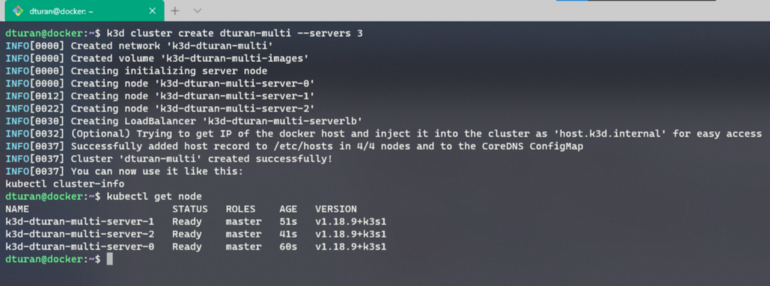 dturan@docker: ~
dturan@docker:~$ k3d cluster create dturan-multi --servers 3
INFO[0000] Created network 'k3d-dturan-multi'
INFO[0000] Created volume 'k3d-dturan-multi-images'
INFO[0000] Creating initializing server node
INFO[0000] Creating node 'k3d-dturan-multi-server-0'
INFO[0012] Creating node 'k3d-dturan-multi-server-1'
INFO[0022] Creating node 'k3d-dturan-multi-server-2'
INFO[0030] Creating LoadBalancer 'k3d-dturan-multi-serverlb'
INFO[0032] (Optional) Trying to get IP of the docker host and inject it into the cluster as 'host.k3d.internal' for easy access
INFO[0037] Successfully added host record to /etc/hosts in 4/4 nodes and to the CoreDNS ConfigMap
INFO[0037] Cluster 'dturan-multi' created successfully!
INFO[0037] You can now use it like this:
kubectl cluster-info
dturan@docker:~$ kubectl get node
NAME STATUS ROLES AGE VERSION
k3d-dturan-multi-server-1 Ready master 51s v1.18.9+k3s1
k3d-dturan-multi-server-2 Ready master 41s v1.18.9+k3s1
k3d-dturan-multi-server-0 Ready master 60s v1.18.9+k3s1
dturan@docker:~$